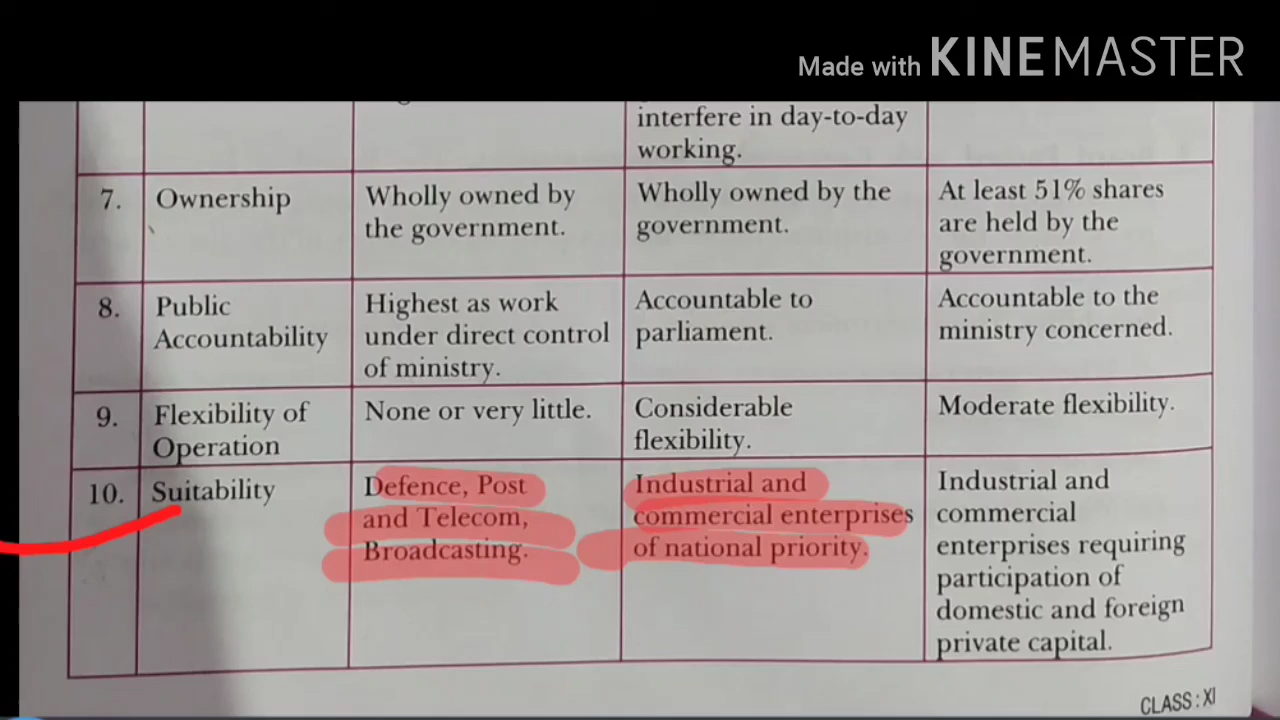 Made with KINEMASTER
interfere in day-to-day
working.
7. Ownership
Wholly owned by
the government.
Wholly owned by the
government.
At least 51% shares
are held by the
government.
8. Public
Accountability
Highest as work
under direct control
of ministry.
Accountable to
parliament.
Accountable to the
ministry concerned.
9. Flexibility of
Operation
None or very little.
Considerable
flexibility.
Moderate flexibility.
10. Suitability
Defence, Post
and Telecom,
Broadcasting.
Industrial and
commercial enterprises
of national priority.
Industrial and
commercial
enterprises requiring
participation of
domestic and foreign
private capital.
CLASS : XI